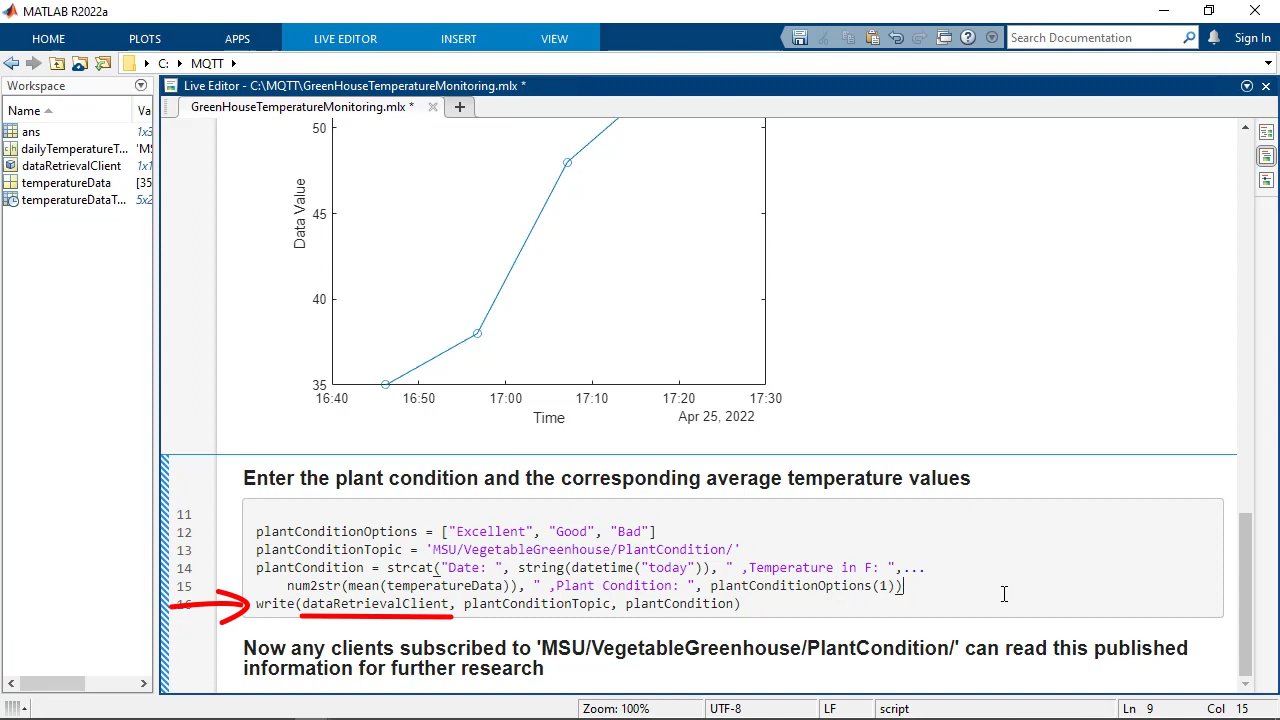 MATLAB R2022a
HOME PLOTS APPS LIVE EDITOR INSERT VIEW
Search Documentation
Sign In
C: MQTT
Workspace
Live Editor - C:\MQTT\GreenHouseTemperatureMonitoring.mlx *
Name Va
GreenHouseTemperatureMonitoring.mlx *
ans 1x3
dailyTemperatureT... 'MS
dataRetrievalClient 1x1
temperatureData [35
temperatureDataT... 5x2
50
45
40
35
Data Value
16:40 16:50 17:00 17:10 17:20 17:30
Time
Apr 25, 2022
Enter the plant condition and the corresponding average temperature values
11
12 plantConditionOptions = ["Excellent", "Good", "Bad"]
13 plantConditionTopic = 'MSU/VegetableGreenhouse/PlantCondition/'
14 plantCondition = strcat("Date: ", string(datetime("today")), " ,Temperature in F: ",...
15 num2str(mean(temperatureData)), " ,Plant Condition: ", plantConditionOptions(1))
16 write(dataRetrievalClient, plantConditionTopic, plantCondition)
Now any clients subscribed to 'MSU/VegetableGreenhouse/PlantCondition/' can read this published
information for further research
Zoom: 100% UTF-8 LF script Ln 9 Col 15